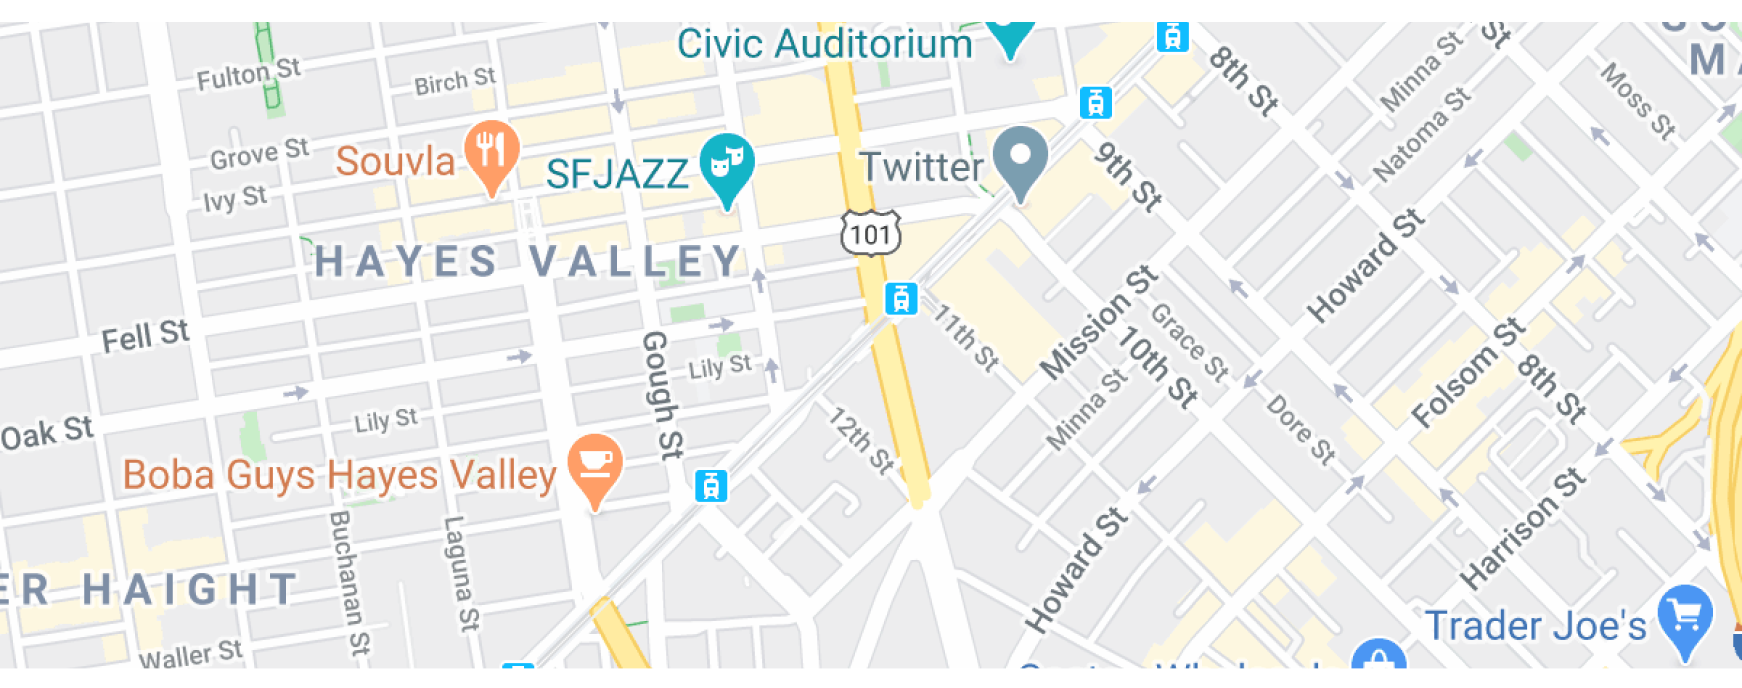 Civic Auditorium
Fulton St
Birch St
8th St
St
Minna St
Moss St
M
Natoma St
Grove St
Souvla
SFJAZZ
Twitter
9th St
Ivy St
101
HAYES VALLEY
Howard St
Mission St
Fell St
11th St
Grace St
10th St
Gough St
Lily St
Folsom St
8th St
Minna St
Dore St
Lily St
Oak St
12th St
Boba Guys Hayes Valley
Harrison St
Buchanan St
Laguna St
Howard St
ER HAIGHT
Trader Joe's
Waller St